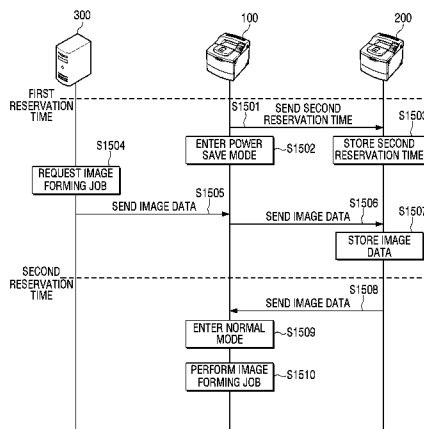 300
100
200
FIRST
RESERVATION
TIME
S1501
SEND SECOND
RESERVATION TIME
S1503
S1504
ENTER POWER
SAVE MODE
S1502
STORE SECOND
RESERVATION TIME
REQUEST IMAGE
FORMING JOB
S1505
SEND IMAGE DATA
S1506
SEND IMAGE DATA
S1507
STORE IMAGE
DATA
SECOND
RESERVATION
TIME
S1508
SEND IMAGE DATA
ENTER NORMAL
MODE
S1509
PERFORM IMAGE
FORMING JOB
S1510